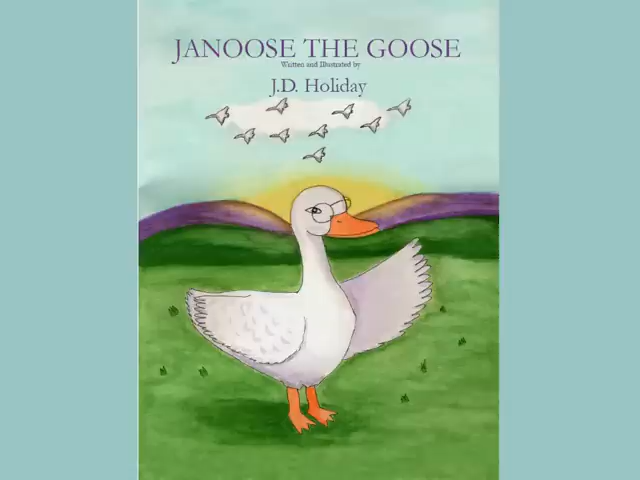 JANOOSE THE GOOSE
Written and Illustrated by
J.D. Holiday